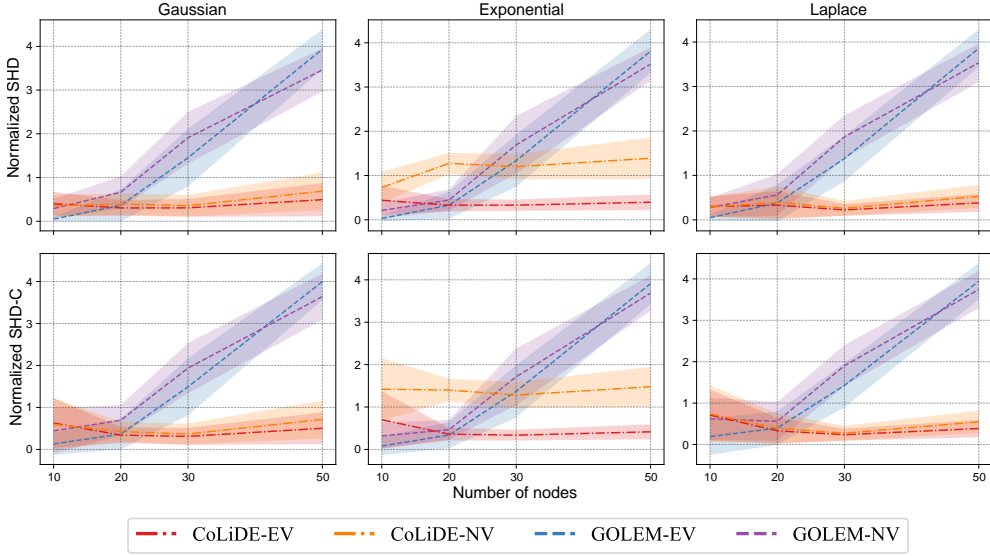 Gaussian Exponential Laplace
Normalized SHD
4 4 4
3 3 3
2 2 2
1 1 1
0 0 0
Normalized SHD-C
4 4 4
3 3 3
2 2 2
1 1 1
0 0 0
10 20 30 50 10 20 30 50 10 20 30 50
Number of nodes
CoLiDE-EV CoLiDE-NV GOLEM-EV GOLEM-NV